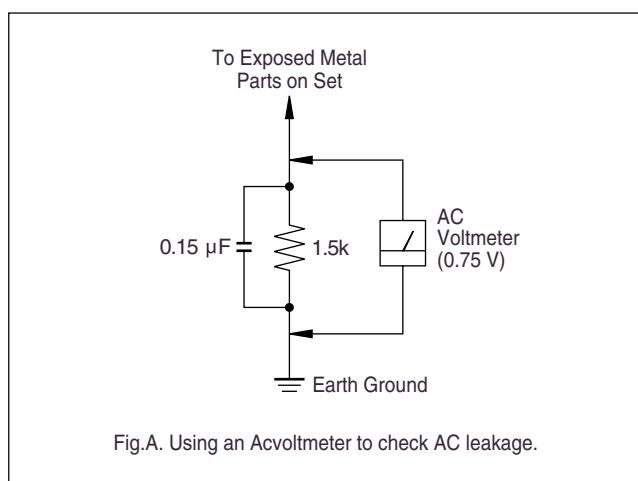 To Exposed Metal
Parts on Set
0.15 µF
1.5k
AC
Voltmeter
(0.75 V)
Earth Ground
Fig.A. Using an Acvoltmeter to check AC leakage.